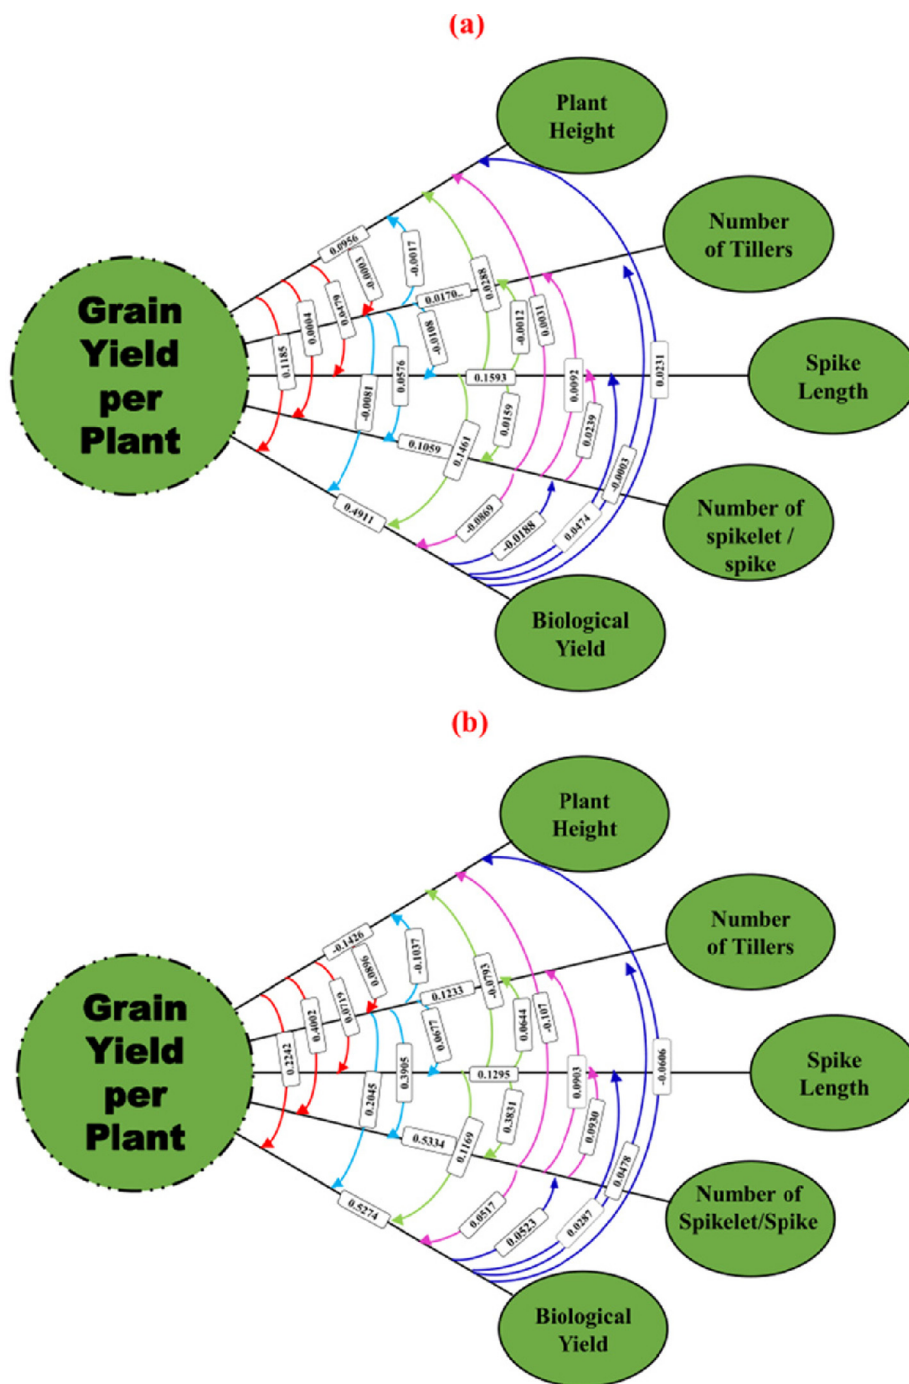 (a)
Plant
Height
Number
of Tillers
Spike
Length
Number of
spikelet /
spike
Biological
Yield
Grain
Yield
per
Plant
0.0956
-0.0003
-0.0017
0.0479
0.0004
0.1185
0.0170..
-0.0108
0.0576
-0.0081
0.0288
-0.0012
0.0031
0.1593
0.0159
0.1461
0.0092
0.0239
0.0231
-0.0003
0.0474
0.1059
-0.0869
-0.0188
0.4911
(b)
Plant
Height
Number
of Tillers
Spike
Length
Number of
Spikelet/Spike
Biological
Yield
Grain
Yield
per
Plant
-0.1426
0.0896
-0.1037
0.0719
0.4002
0.2242
0.1233
0.0677
0.3905
0.2045
-0.0793
0.0644
-0.107
0.1295
0.3831
0.1169
0.0903
0.0930
-0.0606
0.0478
0.0287
0.5334
0.0517
0.0523
0.5274